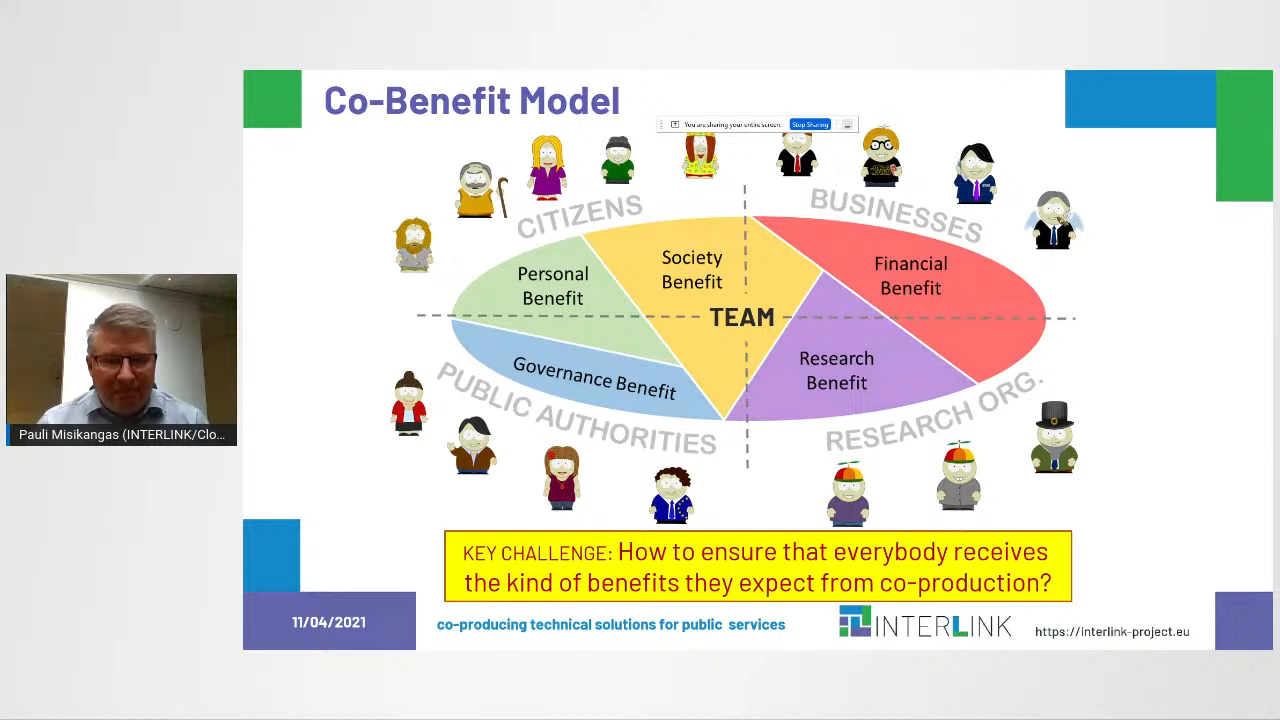 Co-Benefit Model
You are sharing your entire screen.
Stop Sharing
CITIZENS
BUSINESSES
Personal
Benefit
Society
Benefit
Financial
Benefit
TEAM
Governance Benefit
Research
Benefit
PUBLIC AUTHORITIES
RESEARCH ORG.
Pauli Misikangas (INTERLINK/Clo...
KEY CHALLENGE: How to ensure that everybody receives
the kind of benefits they expect from co-production?
11/04/2021
co-producing technical solutions for public services
INTERLINK
https://interlink-project.eu